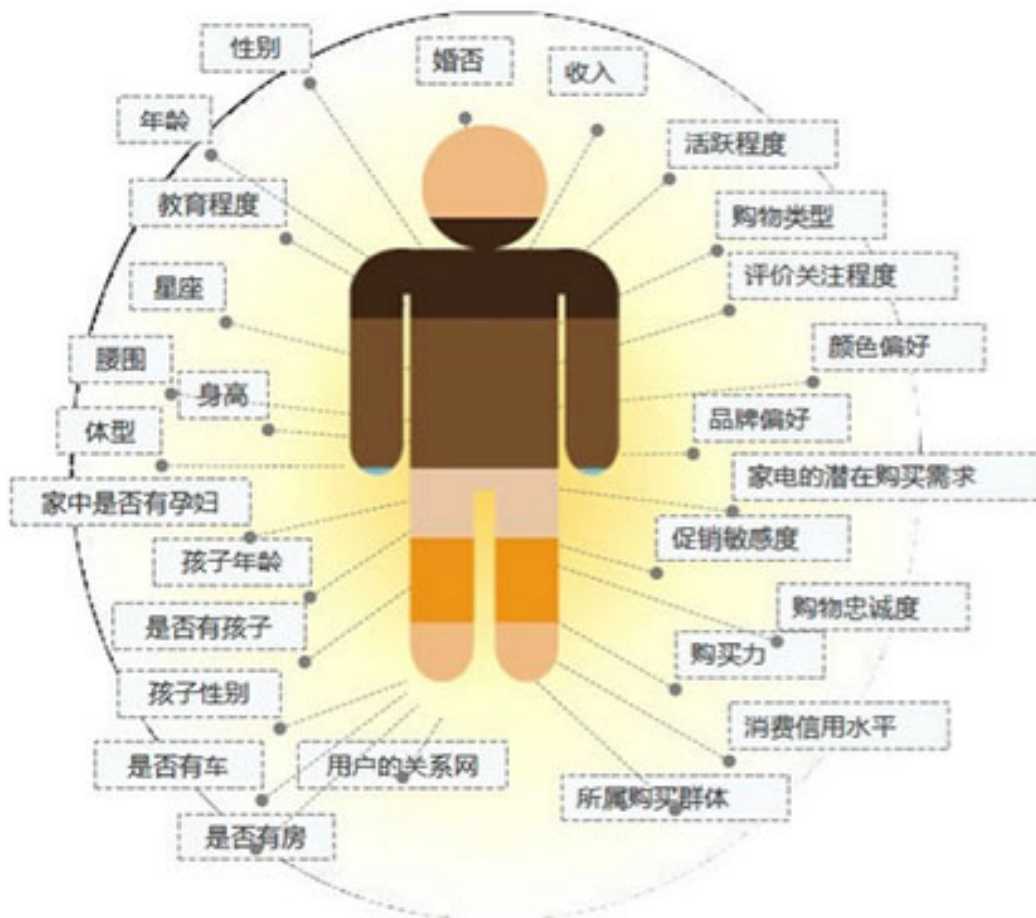 性别
婚否
收入
年龄
活跃程度
教育程度
购物类型
评价关注程度
星座
颜色偏好
腰围
身高
品牌偏好
体型
家电的潜在购买需求
家中是否有孕妇
促销敏感度
孩子年龄
购物忠诚度
是否有孩子
购买力
孩子性别
消费信用水平
是否有车
用户的关系网
所属购买群体
是否有房